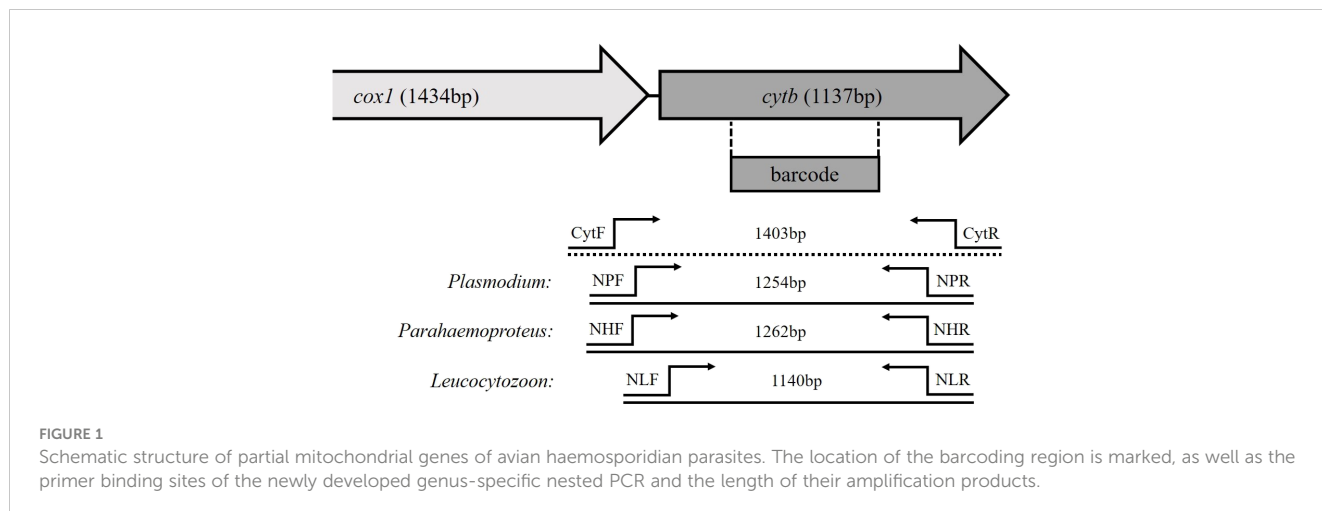 cox1 (1434bp) cytb (1137bp)
barcode
CytF 1403bp CytR
Plasmodium: NPF 1254bp NPR
Parahaemoproteus: NHF 1262bp NHR
Leucocytozoon: NLF 1140bp NLR
FIGURE 1
Schematic structure of partial mitochondrial genes of avian haemosporidian parasites. The location of the barcoding region is marked, as well as the
primer binding sites of the newly developed genus-specific nested PCR and the length of their amplification products.